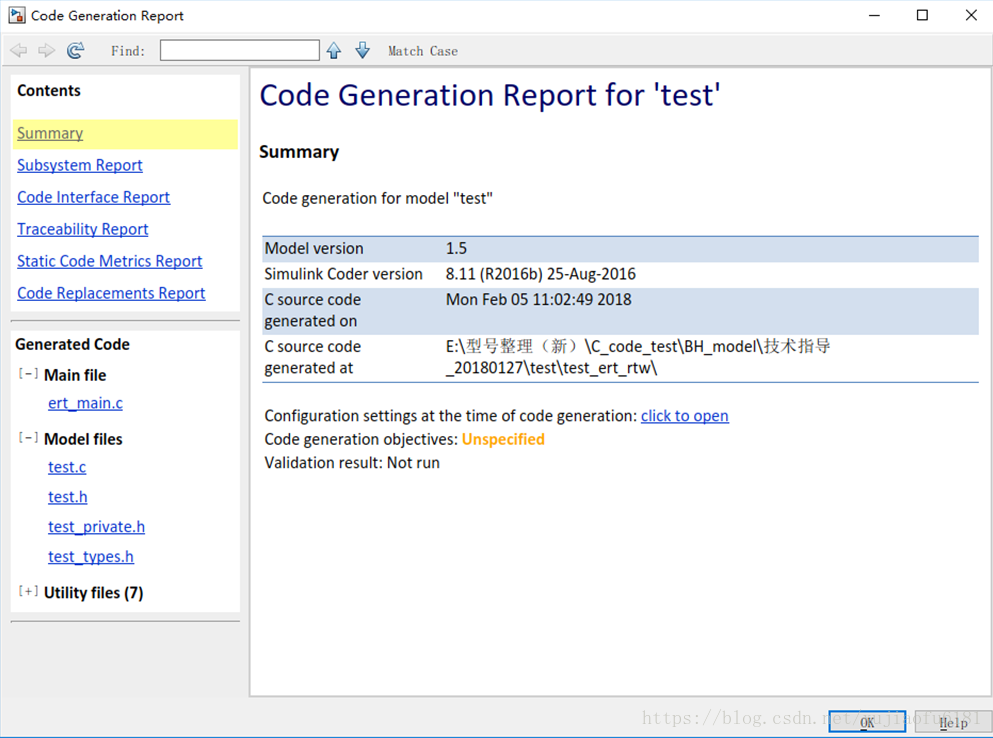 Code Generation Report
Find:
Match Case
Contents
Summary
Subsystem Report
Code Interface Report
Traceability Report
Static Code Metrics Report
Code Replacements Report
Generated Code
[-] Main file
ert_main.c
[-] Model files
test.c
test.h
test_private.h
test_types.h
[+] Utility files (7)
Code Generation Report for 'test'
Summary
Code generation for model "test"
Model version 1.5
Simulink Coder version 8.11 (R2016b) 25-Aug-2016
C source code Mon Feb 05 11:02:49 2018
generated on
C source code E:\型号整理（新）\C_code_test\BH_model\技术指导
generated at _20180127\test\test_ert_rtw\
Configuration settings at the time of code generation: click to open
Code generation objectives: Unspecified
Validation result: Not run
OK
Help